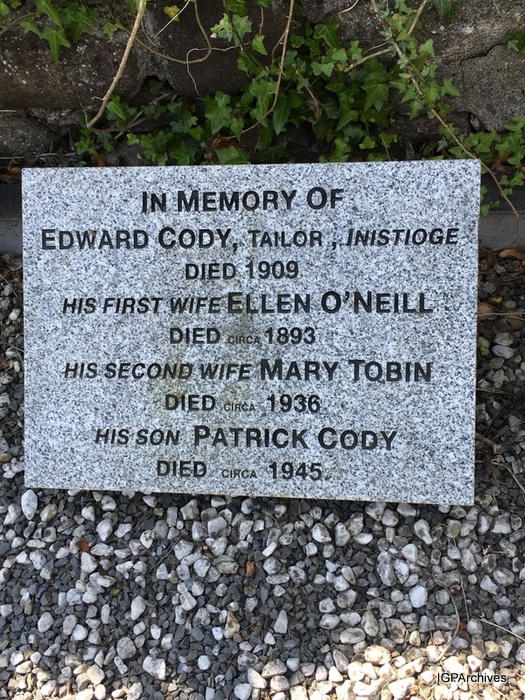 IN MEMORY OF
EDWARD CODY, TAILOR, INISTIOGE
DIED 1909
HIS FIRST WIFE ELLEN O'NEILL
DIED CIRCA 1893
HIS SECOND WIFE MARY TOBIN
DIED CIRCA 1936
HIS SON PATRICK CODY
DIED CIRCA 1945.
IGPArchives